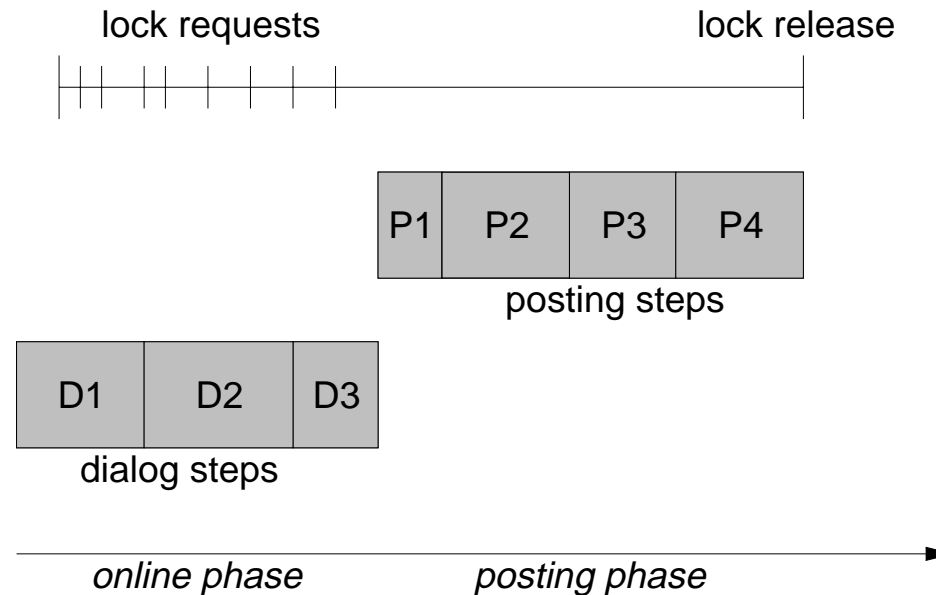 lock requests
lock release
P1 P2 P3 P4
posting steps
D1 D2 D3
dialog steps
online phase
posting phase